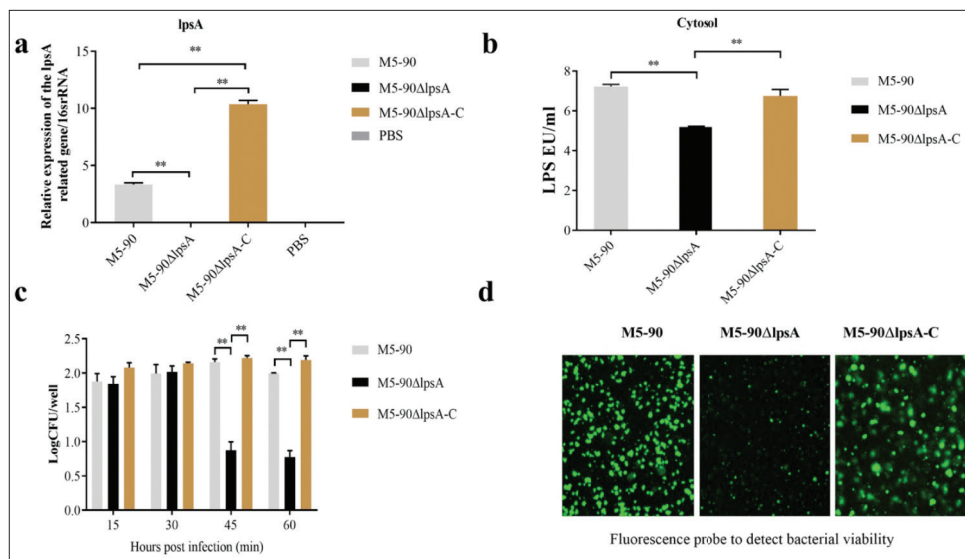 a
lpsA
Relative expression of the lpsA
related gene/16srRNA
15
10
5
0
**
**
**
M5-90
M5-90ΔlpsA
M5-90ΔlpsA-C
PBS
M5-90
M5-90ΔlpsA
M5-90ΔlpsA-C
PBS
b
Cytosol
LPS EU/ml
8
6
4
2
0
**
**
M5-90
M5-90ΔlpsA
M5-90ΔlpsA-C
M5-90
M5-90ΔlpsA
M5-90ΔlpsA-C
c
LogCFU/well
2.5
2.0
1.5
1.0
0.5
0.0
**
**
**
**
15
30
45
60
Hours post infection (min)
M5-90
M5-90ΔlpsA
M5-90ΔlpsA-C
d
M5-90
M5-90ΔlpsA
M5-90ΔlpsA-C
Fluorescence probe to detect bacterial viability